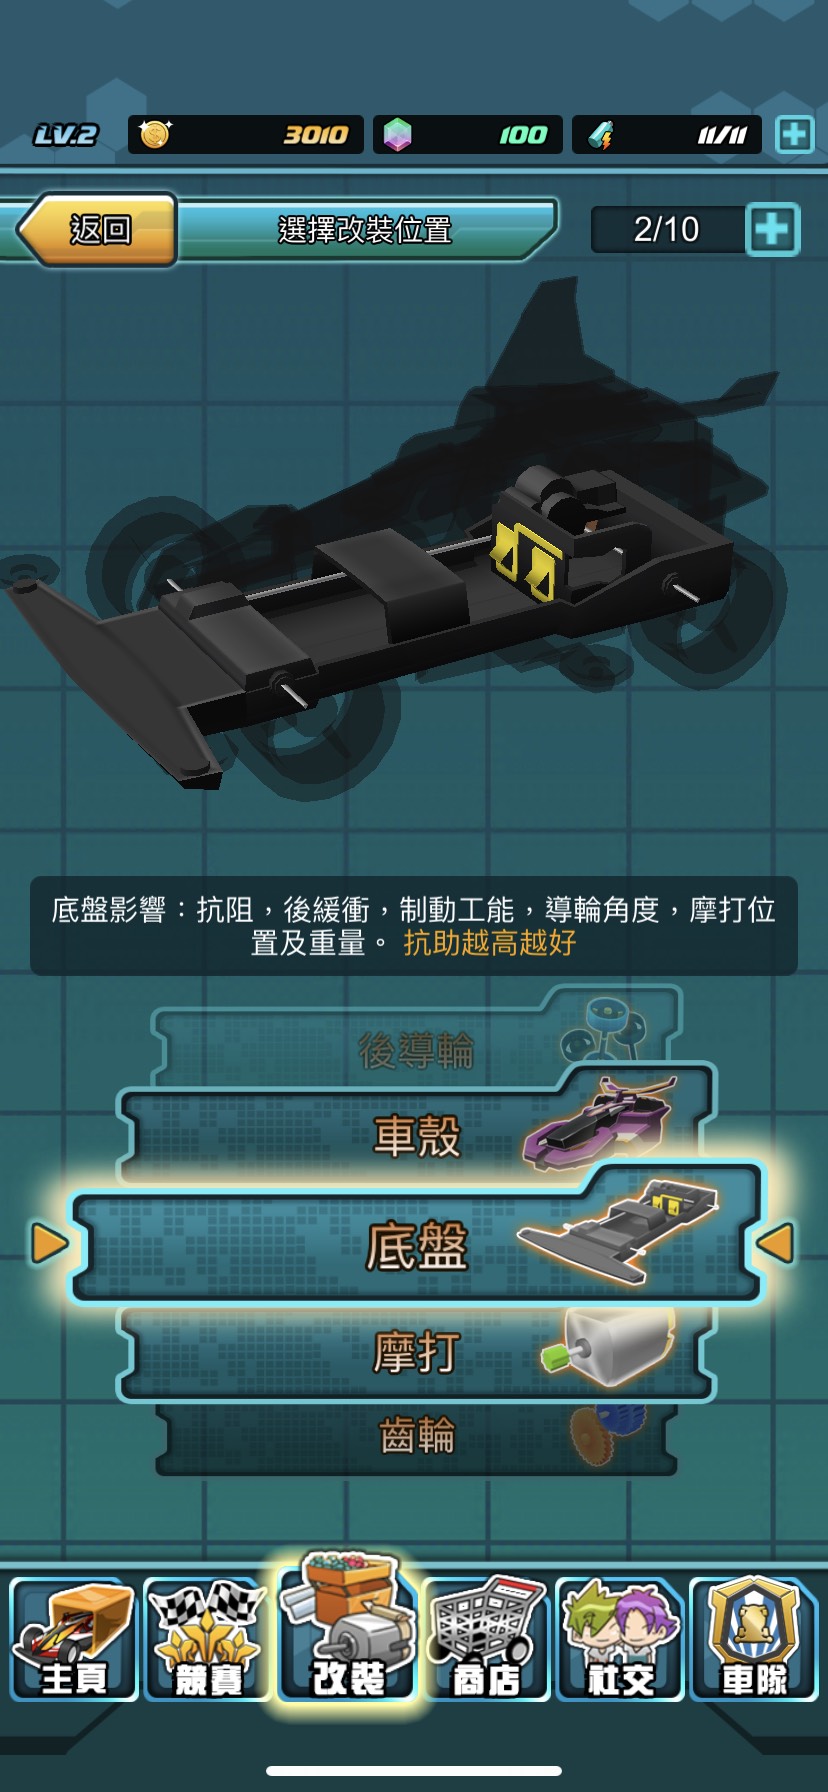 LV.2
3010
100
11/11
返回
選擇改裝位置
2/10
底盤影響：抗阻，後緩衝，制動工能，導輪角度，摩打位
置及重量。 抗助越高越好
後導輪
車殼
底盤
摩打
齒輪
主頁
競賽
改裝
商店
社交
車隊